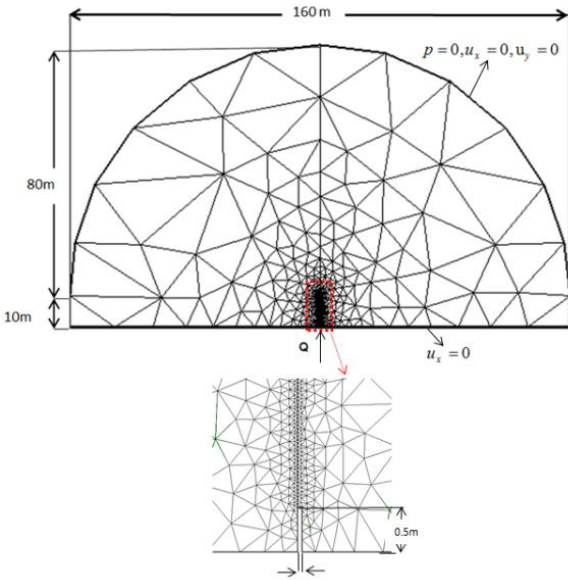 160 m
p = 0, u_x = 0, u_y = 0
80m
10m
Q
u_x = 0
0.5m